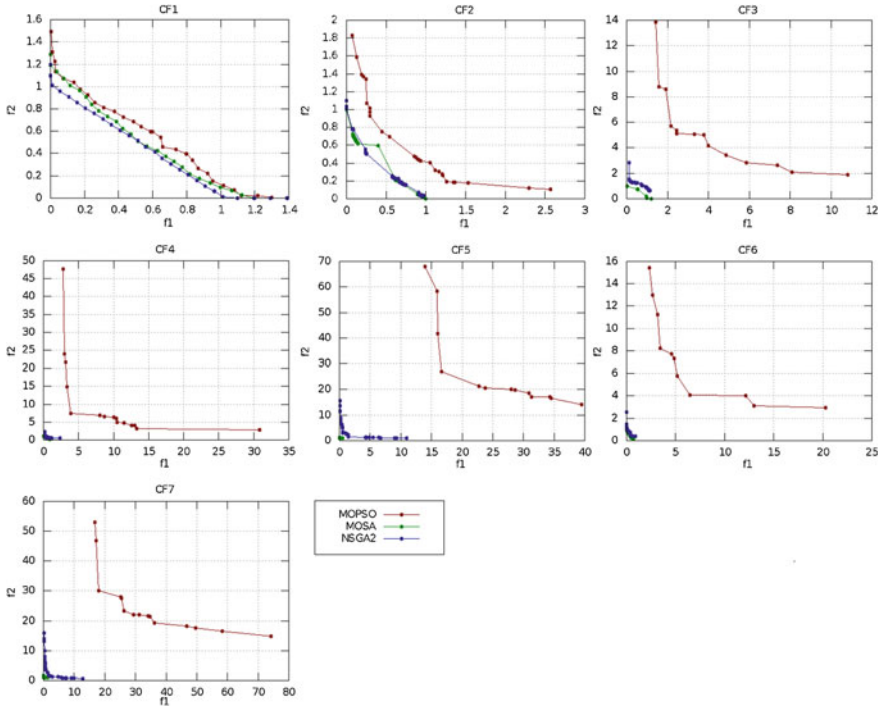 CF1
1.6
1.4
1.2
1
0.8
0.6
0.4
0.2
0
f2
0 0.2 0.4 0.6 0.8 1 1.2 1.4
f1
CF2
2
1.8
1.6
1.4
1.2
1
0.8
0.6
0.4
0.2
0
f2
0 0.5 1 1.5 2 2.5 3
f1
CF3
14
12
10
8
6
4
2
0
f2
0 2 4 6 8 10 12
f1
CF4
50
45
40
35
30
25
20
15
10
5
0
f2
0 5 10 15 20 25 30 35
f1
CF5
70
60
50
40
30
20
10
0
f2
0 5 10 15 20 25 30 35 40
f1
CF6
16
14
12
10
8
6
4
2
0
f2
0 5 10 15 20 25
f1
CF7
60
50
40
30
20
10
0
f2
0 10 20 30 40 50 60 70 80
f1
MOPSO
MOSA
NSGA2